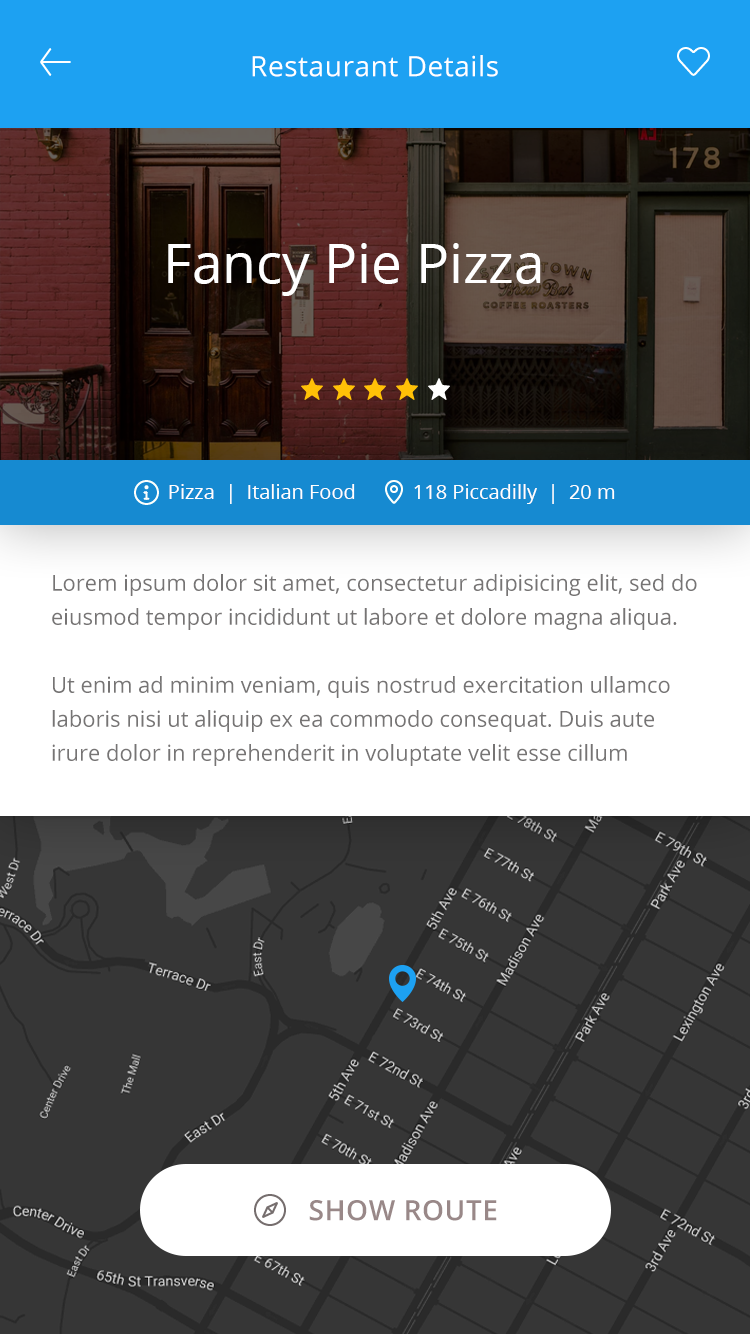 Restaurant Details
178
Fancy Pie Pizza
Brew Bar
COFFEE ROASTERS
Pizza | Italian Food 118 Piccadilly | 20 m
Lorem ipsum dolor sit amet, consectetur adipisicing elit, sed do
eiusmod tempor incididunt ut labore et dolore magna aliqua.
Ut enim ad minim veniam, quis nostrud exercitation ullamco
laboris nisi ut aliquip ex ea commodo consequat. Duis aute
irure dolor in reprehenderit in voluptate velit esse cillum
E 78th St
E 79th St
E 77th St
West Dr
Park Ave
5th Ave
E 76th St
Terrace Dr
E 75th St
Madison Ave
East Dr
Terrace Dr
E 74th St
Park Ave
Lexington Ave
E 73rd St
E 72nd St
5th Ave
The Mall
Center Drive
E 71st St
Madison Ave
East Dr
E 70th St
SHOW ROUTE
Center Drive
E 72nd St
3rd Ave
East Dr
E 67th St
65th St Transverse